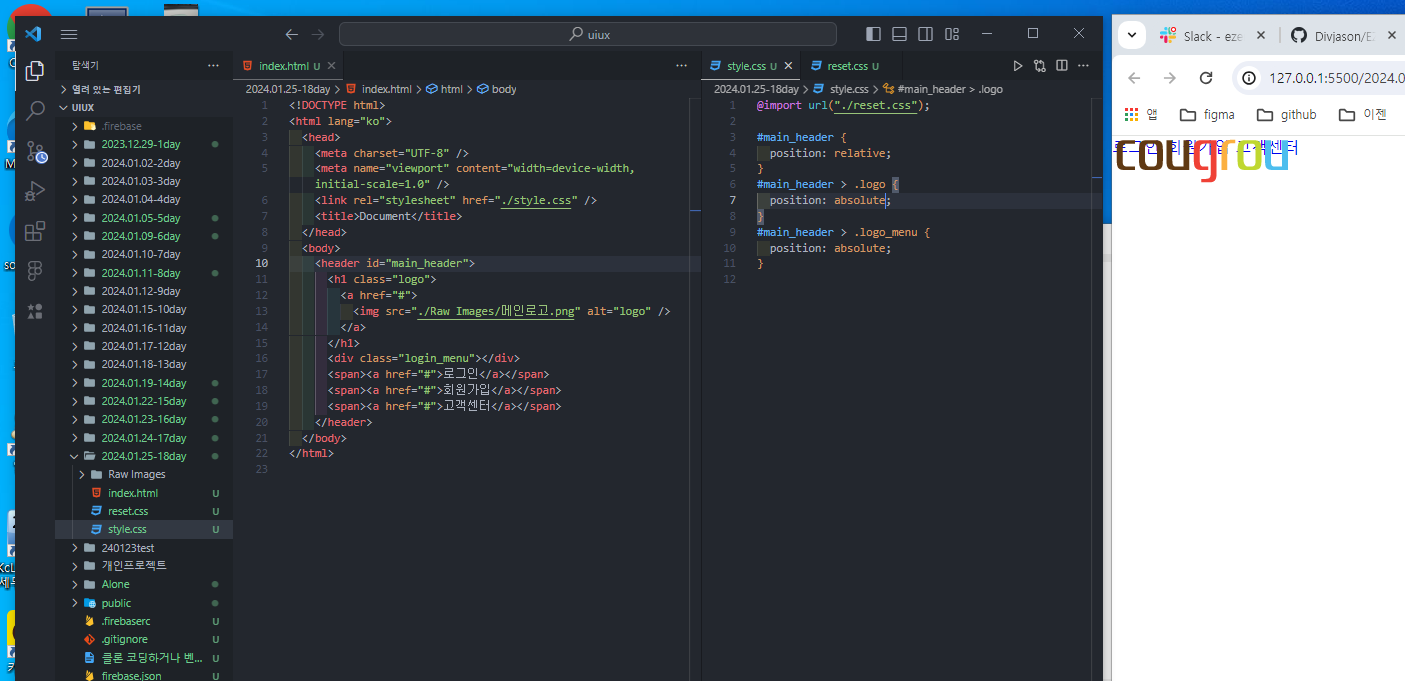 uiux
탐색기
열려 있는 편집기
UIUX
.firebase
2023.12.29-1day
2024.01.02-2day
2024.01.03-3day
2024.01.04-4day
2024.01.05-5day
2024.01.09-6day
2024.01.10-7day
2024.01.11-8day
2024.01.12-9day
2024.01.15-10day
2024.01.16-11day
2024.01.17-12day
2024.01.18-13day
2024.01.19-14day
2024.01.22-15day
2024.01.23-16day
2024.01.24-17day
2024.01.25-18day
Raw Images
index.html U
reset.css U
style.css U
240123test
개인프로젝트
Alone
public
.firebaserc U
.gitignore U
클론 코딩하거나 벤... U
firebase.json U
index.html U
2024.01.25-18day > index.html > html > body
1 <!DOCTYPE html>
2 <html lang="ko">
3 <head>
4 <meta charset="UTF-8" />
5 <meta name="viewport" content="width=device-width,
initial-scale=1.0" />
6 <link rel="stylesheet" href="./style.css" />
7 <title>Document</title>
8 </head>
9 <body>
10 <header id="main_header">
11 <h1 class="logo">
12 <a href="#">
13 <img src="./Raw Images/메인로고.png" alt="logo" />
14 </a>
15 </h1>
16 <div class="login_menu"></div>
17 <span><a href="#">로그인</a></span>
18 <span><a href="#">회원가입</a></span>
19 <span><a href="#">고객센터</a></span>
20 </header>
21 </body>
22 </html>
23
style.css U
reset.css U
2024.01.25-18day > style.css > #main_header > .logo
1 @import url("./reset.css");
2
3 #main_header {
4 position: relative;
5 }
6 #main_header > .logo {
7 position: absolute;
8 }
9 #main_header > .logo_menu {
10 position: absolute;
11 }
12
Slack - eze
Divjason/E
127.0.0.1:5500/2024.0
앱
figma
github
이젠
로그인 회원가입 고객센터
cougrou